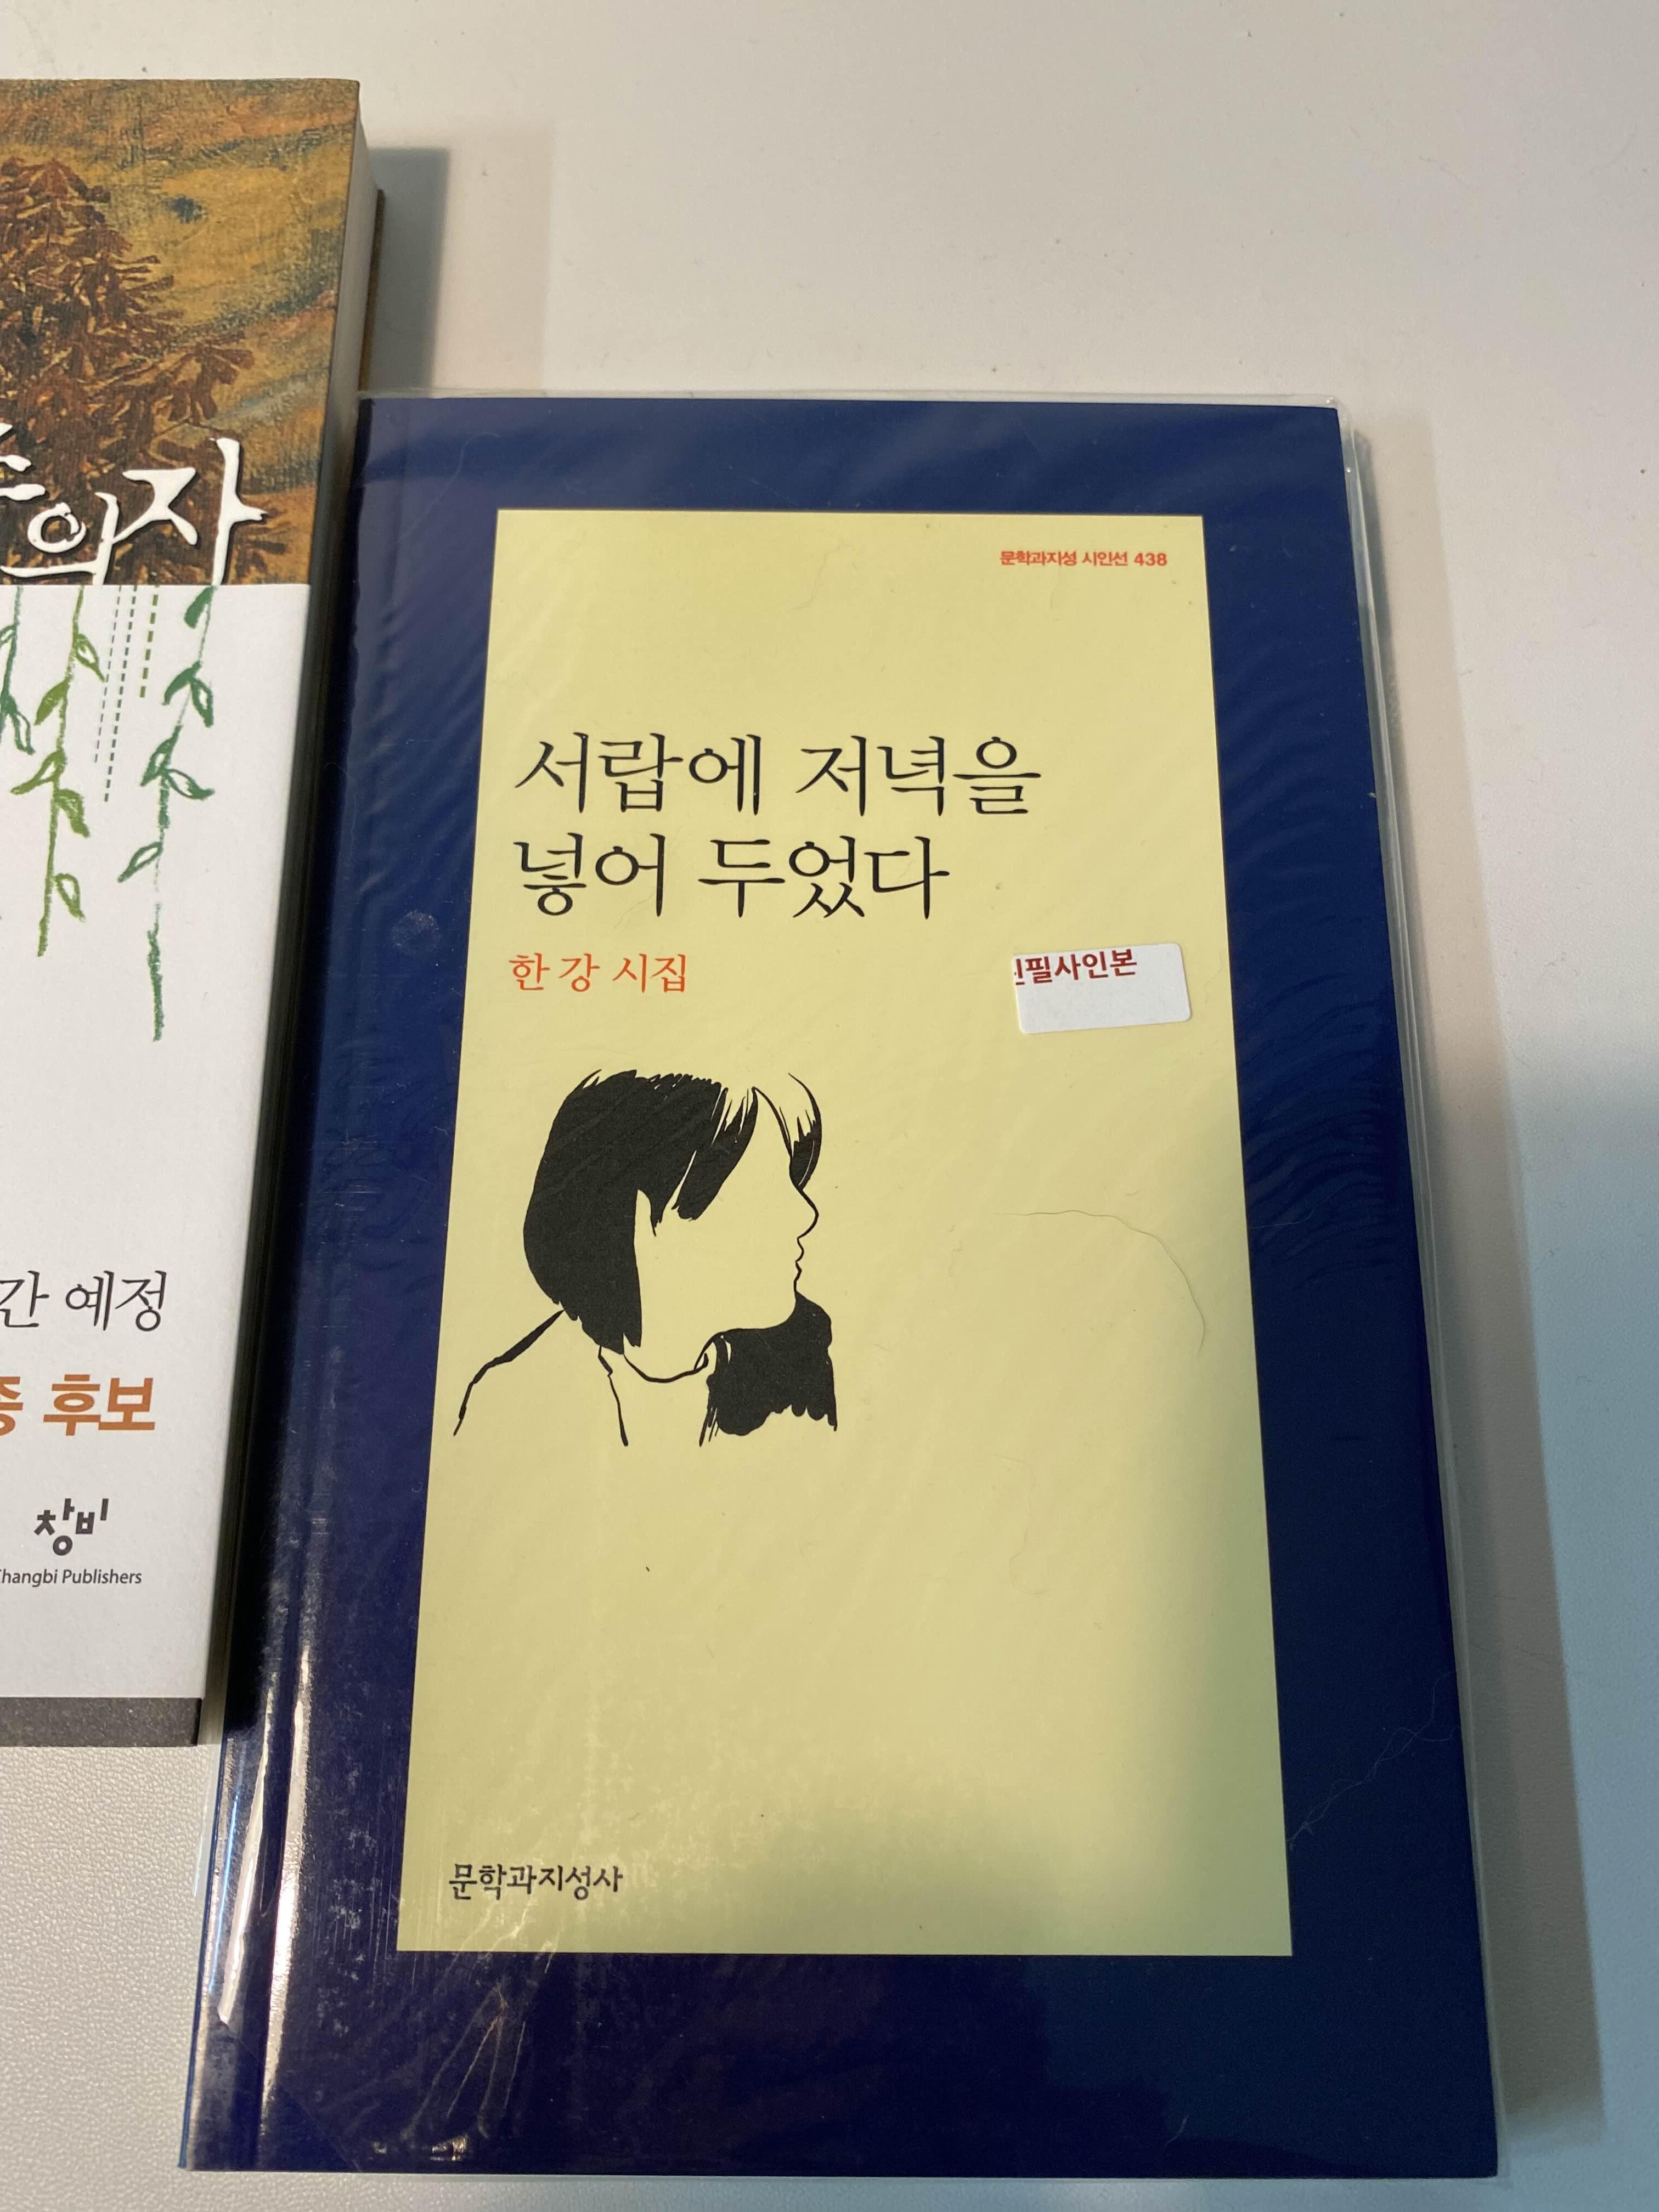 의자
간 예정
후보
창비
Changbi Publishers
문학과지성 시인선 438
서랍에 저녁을
넣어 두었다
한강 시집
필사인본
문학과지성사